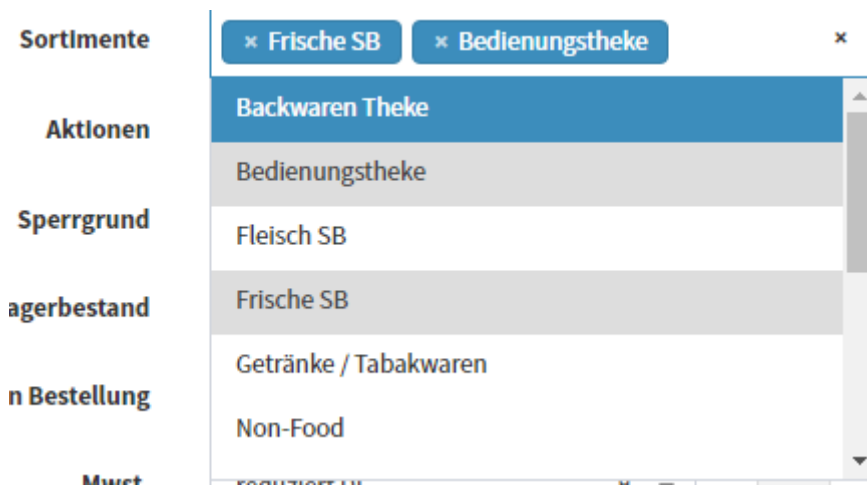 Sortimente
× Frische SB × Bedienungstheke ×
Backwaren Theke
Aktionen
Bedienungstheke
Sperrgrund
Fleisch SB
Frische SB
agerbestand
Getränke / Tabakwaren
n Bestellung
Non-Food
Mwst.